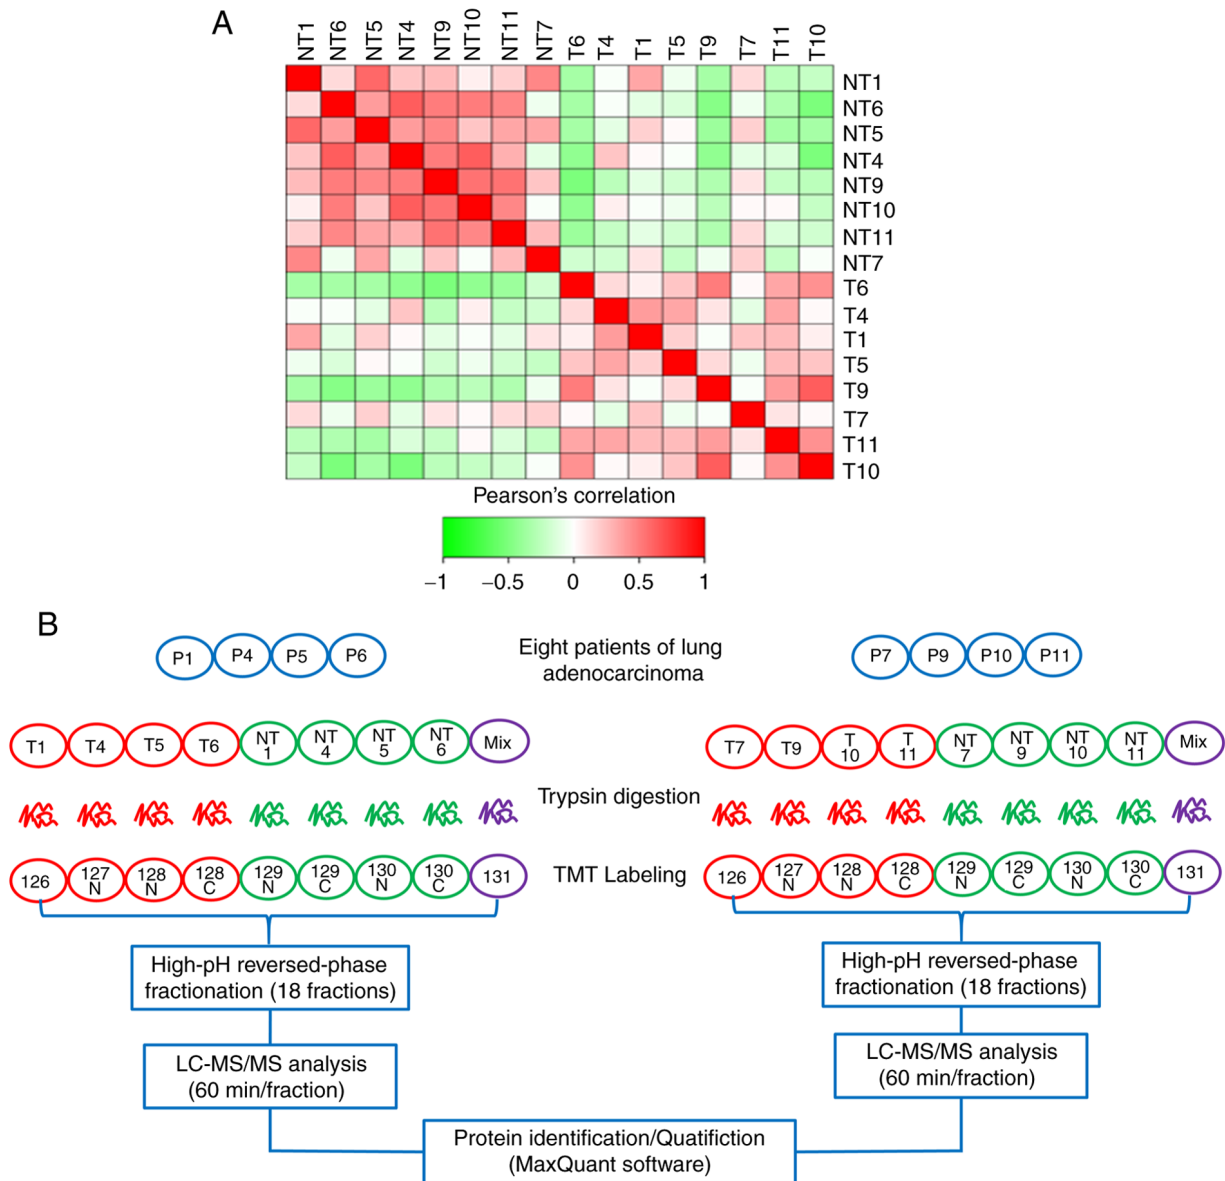 A
NT1 NT6 NT5 NT4 NT9 NT10 NT11 NT7 T6 T4 T1 T5 T9 T7 T11 T10
NT1
NT6
NT5
NT4
NT9
NT10
NT11
NT7
T6
T4
T1
T5
T9
T7
T11
T10
Pearson's correlation
−1 −0.5 0 0.5 1
B
P1 P4 P5 P6
Eight patients of lung
adenocarcinoma
P7 P9 P10 P11
T1 T4 T5 T6 NT 1 NT 4 NT 5 NT 6 Mix
T7 T9 T 10 T 11 NT 7 NT 9 NT 10 NT 11 Mix
Trypsin digestion
126 127 N 128 N 128 C 129 N 129 C 130 N 130 C 131
TMT Labeling
126 127 N 128 N 128 C 129 N 129 C 130 N 130 C 131
High-pH reversed-phase
fractionation (18 fractions)
High-pH reversed-phase
fractionation (18 fractions)
LC-MS/MS analysis
(60 min/fraction)
LC-MS/MS analysis
(60 min/fraction)
Protein identification/Quatifiction
(MaxQuant software)